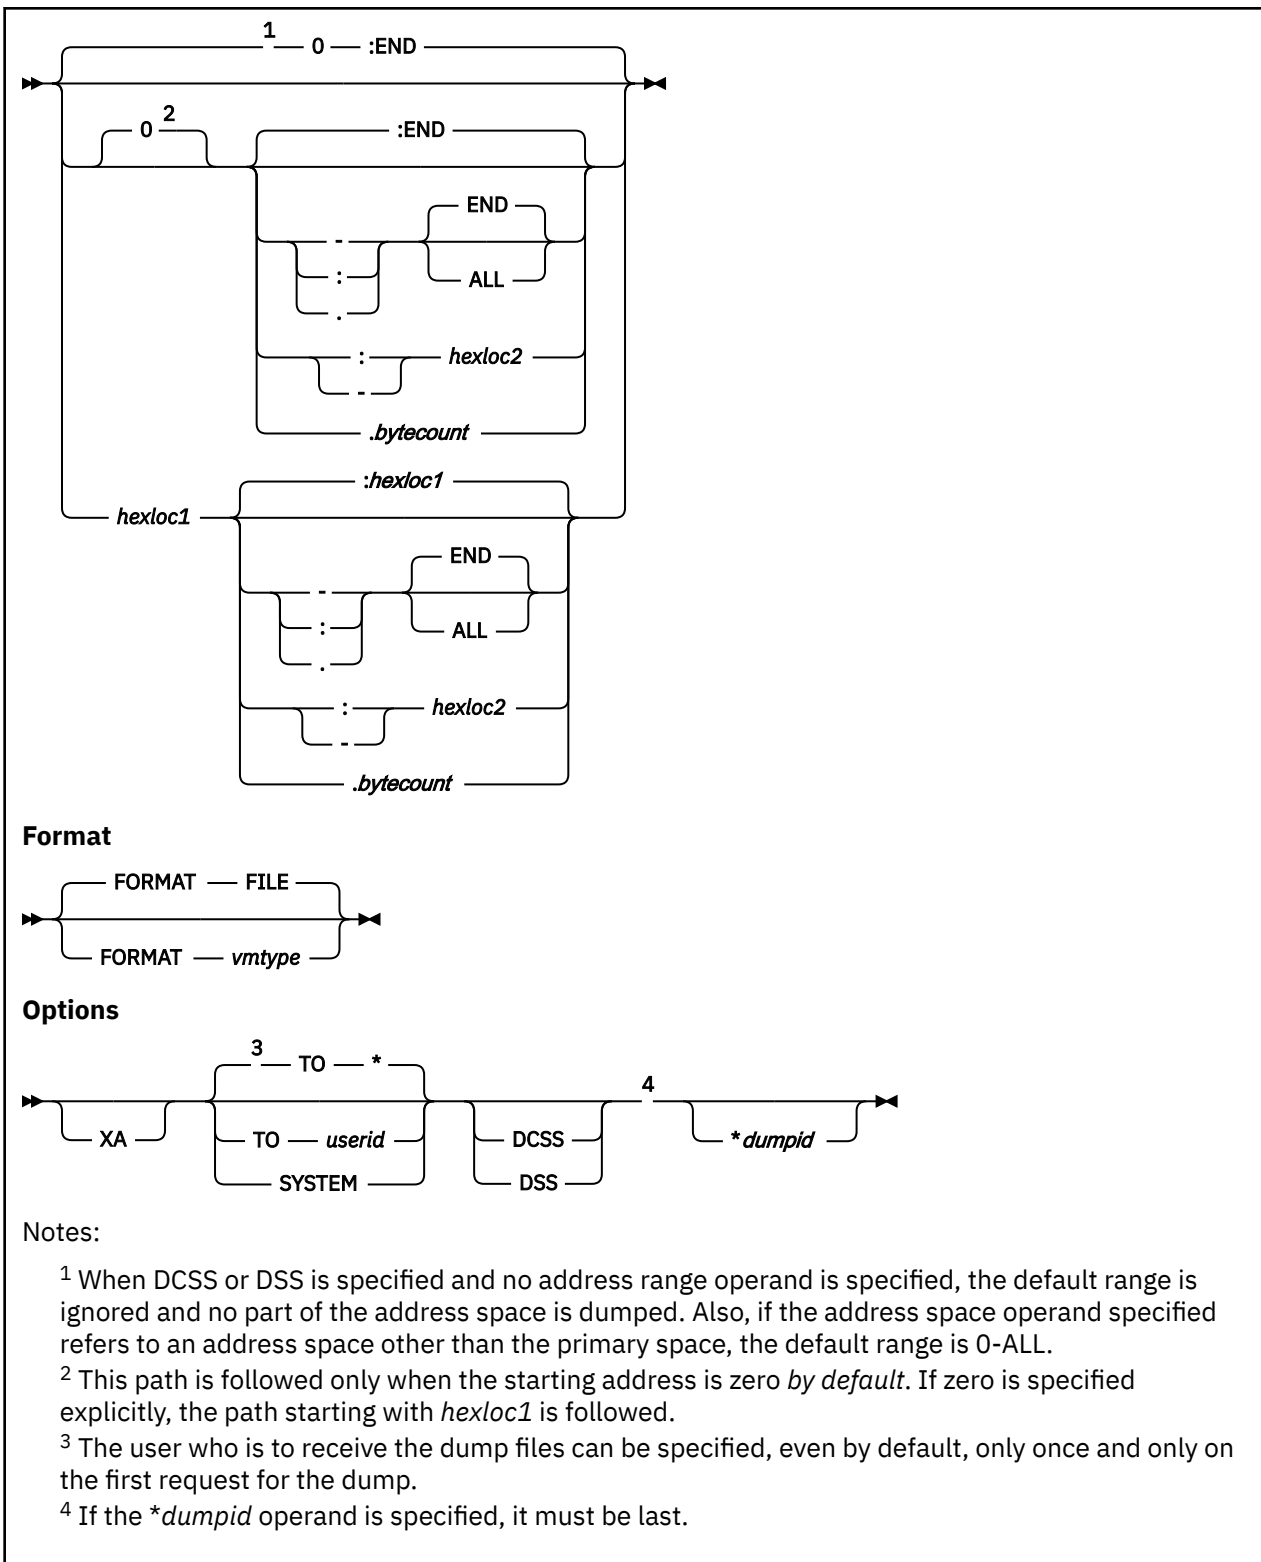 1
0 :END
0 2
:END
END
-
:
ALL
.
: hexloc2
-
.bytecount
:hexloc1
hexloc1
END
-
:
ALL
.
: hexloc2
-
.bytecount
Format
FORMAT FILE
FORMAT vmtype
Options
3
TO *
4
XA
TO userid
DCSS
*dumpid
SYSTEM
DSS
Notes:
1 When DCSS or DSS is specified and no address range operand is specified, the default range is
ignored and no part of the address space is dumped. Also, if the address space operand specified
refers to an address space other than the primary space, the default range is 0-ALL.
2 This path is followed only when the starting address is zero by default. If zero is specified
explicitly, the path starting with hexloc1 is followed.
3 The user who is to receive the dump files can be specified, even by default, only once and only on
the first request for the dump.
4 If the *dumpid operand is specified, it must be last.